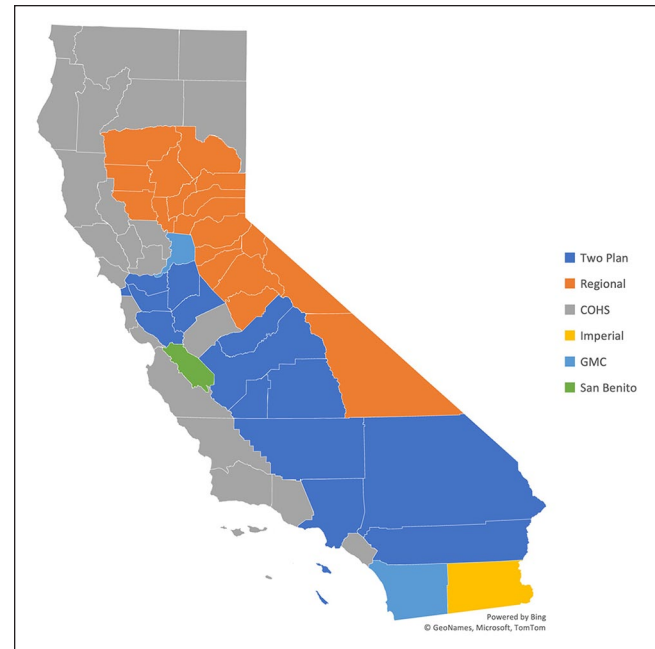 Two Plan
Regional
COHS
Imperial
GMC
San Benito
Powered by Bing
© GeoNames, Microsoft, TomTom